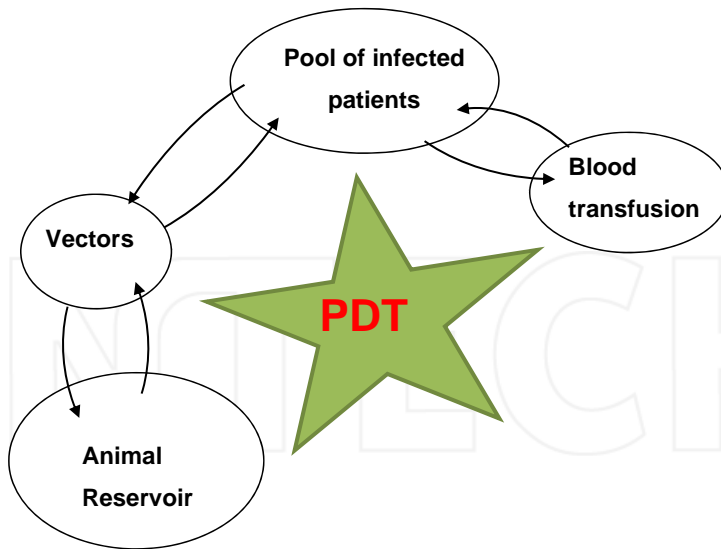 Pool of infected
patients
Blood
transfusion
Vectors
PDT
Animal
Reservoir